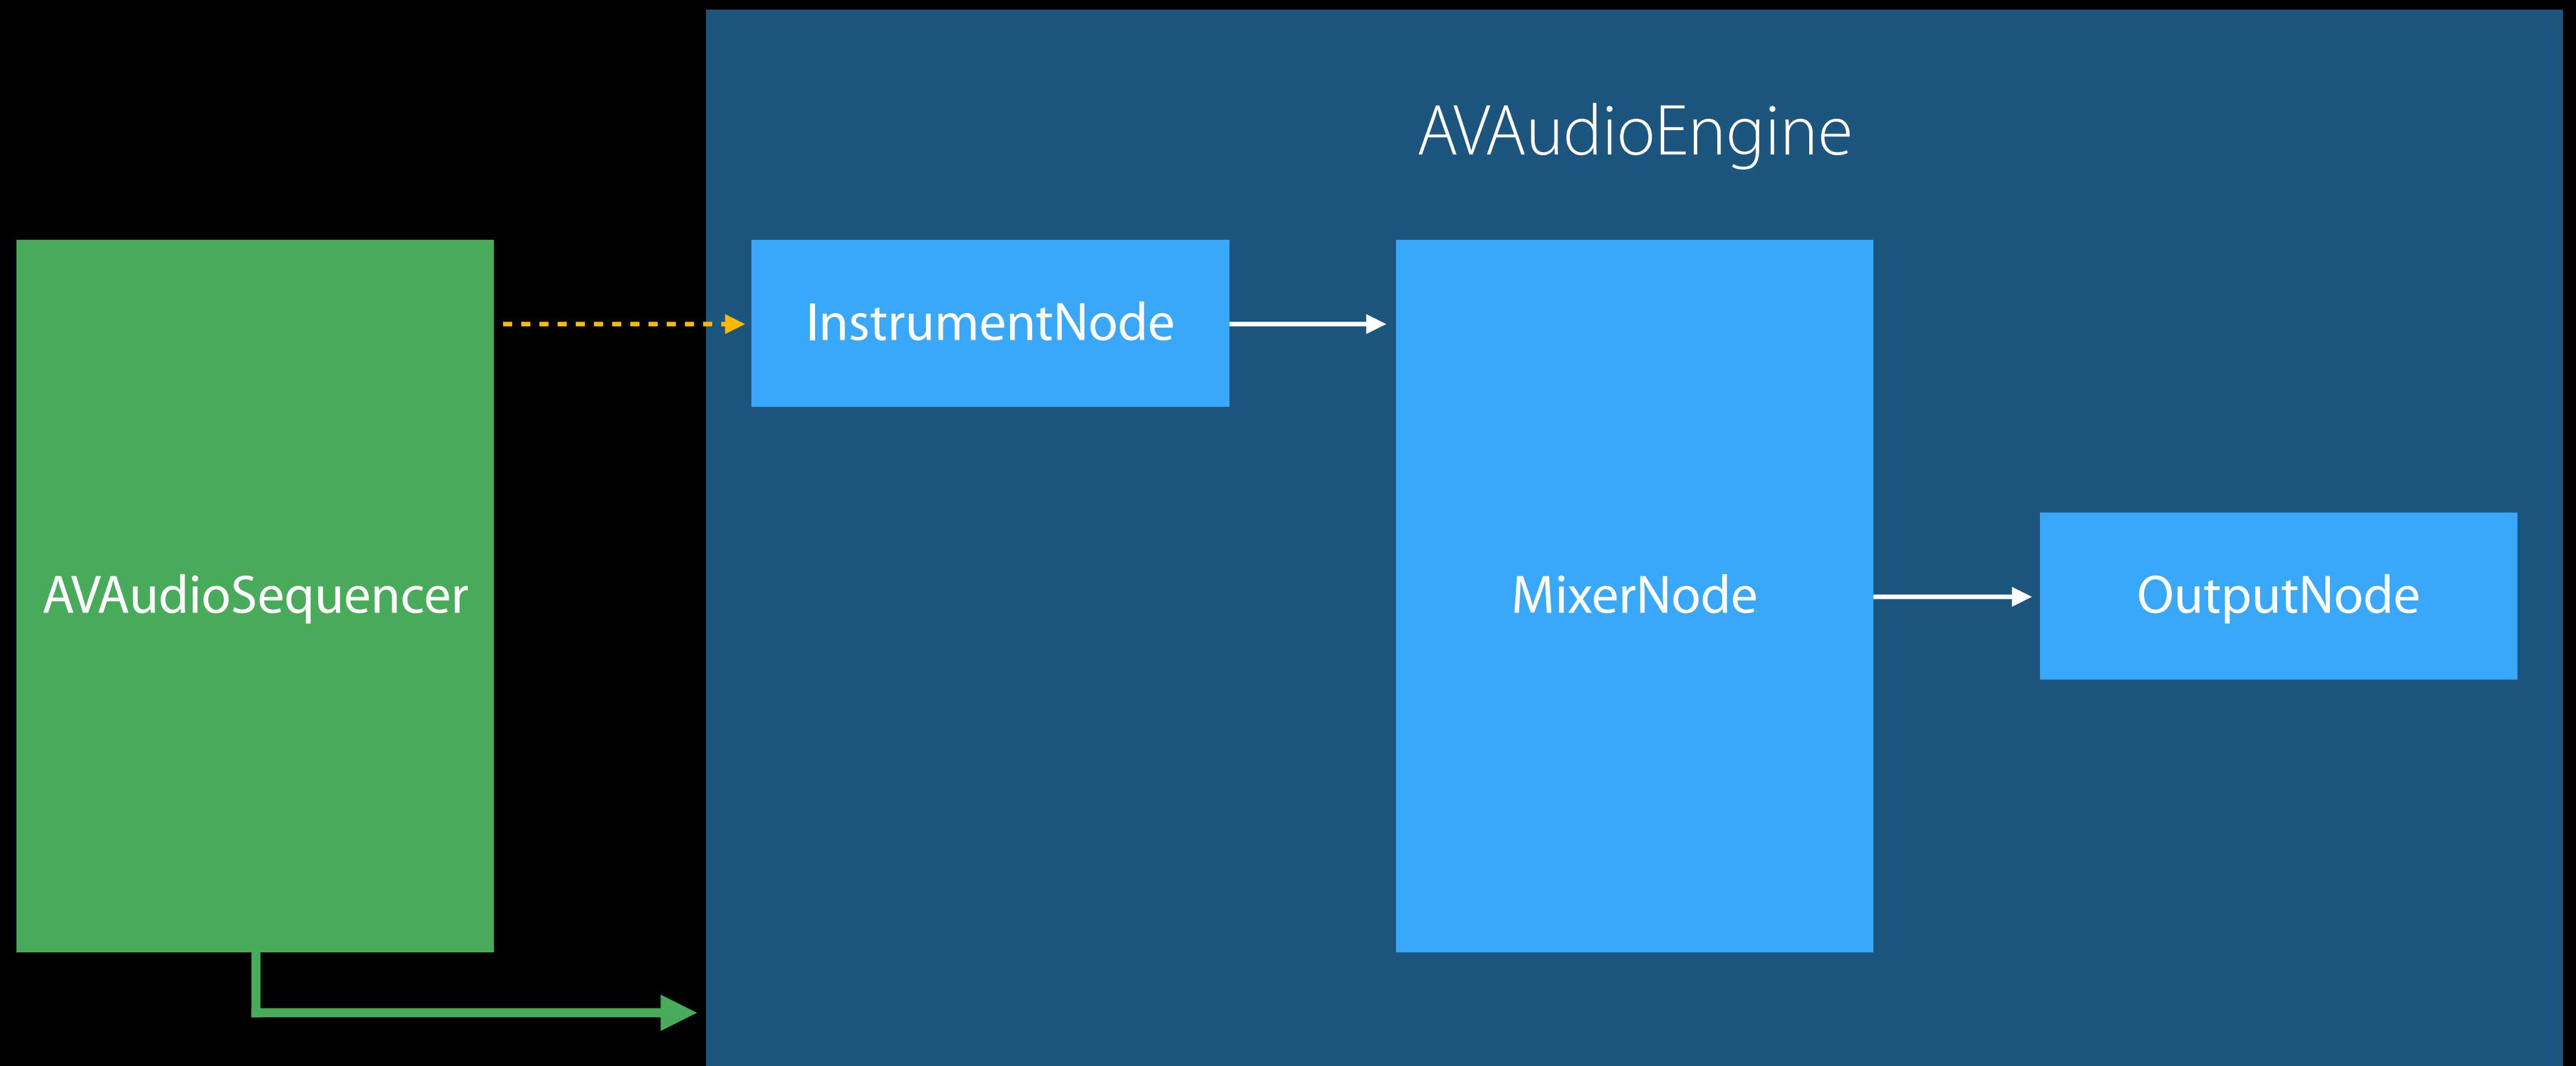 AVAudioEngine
InstrumentNode
AVAudioSequencer
MixerNode
OutputNode